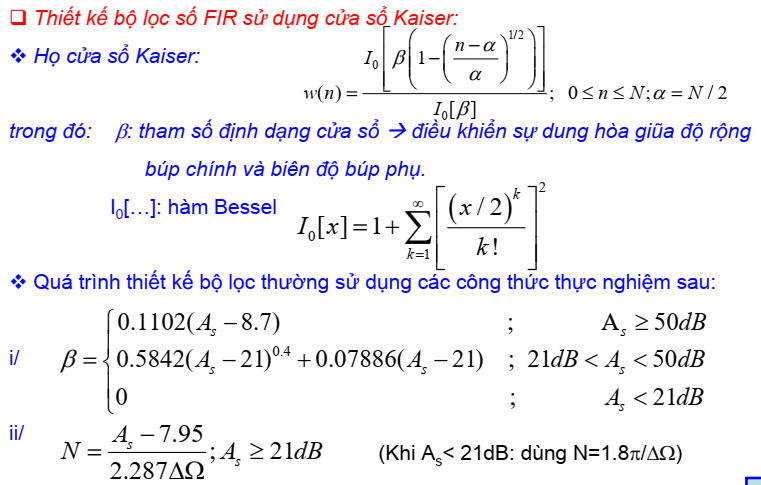 ❑ Thiết kế bộ lọc số FIR sử dụng cửa sổ Kaiser:
❖ Họ cửa sổ Kaiser: w(n) = I₀[β(1−((n−α)/α)^{1/2})] / I₀[β]; 0 ≤ n ≤ N; α = N / 2
trong đó: β: tham số định dạng cửa sổ → điều khiển sự dung hòa giũa độ rộng
búp chính và biên độ búp phụ.
I₀[…]: hàm Bessel I₀[x] = 1 + ∑_{k=1}^{∞} [(x / 2)^k / k!]²
❖ Quá trình thiết kế bộ lọc thường sử dụng các công thức thực nghiệm sau:
0.1102(Aₛ − 8.7) ; Aₛ ≥ 50dB
i/ β = { 0.5842(Aₛ − 21)^{0.4} + 0.07886(Aₛ − 21) ; 21dB < Aₛ < 50dB
0 ; Aₛ < 21dB
ii/ N = (Aₛ − 7.95) / (2.287ΔΩ); Aₛ ≥ 21dB (Khi Aₛ< 21dB: dùng N=1.8π/ΔΩ)